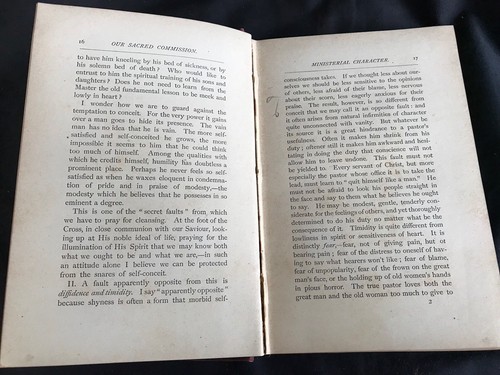 16
OUR SACRED COMMISSION.
to have him kneeling by his bed of sickness, or by
his solemn bed of death? Who would like to
entrust to him the spiritual training of his sons and
daughters? Does he not need to learn from the
Master the old fundamental lesson to be meek and
lowly in heart?
I wonder how we are to guard against the
temptation to conceit. For the very power it gains
over a man goes to hide its presence. The vain
man has no idea that he is vain. The more self-
satisfied and self-conceited he grows, the more
impossible it seems to him that he could think
too much of himself. Among the qualities with
which he credits himself, humility has doubtless a
prominent place. Perhaps he never feels so self-
satisfied as when he waxes eloquent in condemna-
tion of pride and in praise of modesty,—the
modesty which he believes that he possesses in so
eminent a degree.
This is one of the "secret faults" from, which
we have to pray for cleansing. At the foot of the
Cross, in close communion with our Saviour, look-
ing up at His noble ideal of life; praying for the
illumination of His Spirit that we may know both
what we ought to be and what we are,—in such
an attitude alone I believe we can be protected
from the snares of self-conceit.
II. A fault apparently opposite from this is
diffidence and timidity. I say "apparently opposite"
because shyness is often a form that morbid self-
MINISTERIAL CHARACTER.
17
consciousness takes. If we thought less about our-
selves we should be less sensitive to the opinions
of others, less afraid of their blame, less nervous
about their scorn, less eagerly anxious for their
praise. The result, however, is no different from
conceit that we may call it an opposite fault: and
it often arises from natural infirmities of character
quite unconnected with vanity. But whatever be
its source it is a great hindrance to a pastor's
usefulness. Often it makes him shrink from his
duty; oftener still it makes him awkward and hesi-
tating in doing the duty that conscience will not
allow him to leave undone. This fault must not
be yielded to. Every servant of Christ, but more
especially the pastor whose office it is to take the
lead, must learn to "quit himself like a man." He
must not be afraid to look his people straight in
the face and say to them what he believes he ought
to say. He may be modest, gentle, tenderly con-
siderate for the feelings of others, and yet thoroughly
determined to do his duty no matter what be the
consequence of it. Timidity is quite different from
lowliness in spirit or sensitiveness of heart. It is
distinctly fear,—fear, not of giving pain, but or
bearing pain; fear of the distress to oneself of hav-
ing to say what hearers won't like; fear of blame,
fear of unpopularity, fear of the frown on the great
man's face, or the holding up of old women's hands
in pious horror. The true pastor loves both the
great man and the old woman too much to give to
2